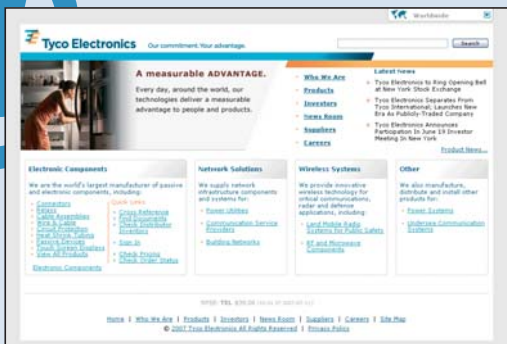 Worldwide
Tyco Electronics
Our commitment. Your advantage.
Search
A measurable ADVANTAGE.
Every day, around the world, our
technologies deliver a measurable
advantage to people and components.
Who We Are
Products
Investors
News Room
Suppliers
Careers
Latest News
Tyco Electronics to Ring Opening Bell
at New York Stock Exchange
Tyco Electronics Separates From
Tyco International; Launches New
Era As Publicly-Traded Company
Tyco Electronics Announces
Participation In June 19 Investor
Meeting In New York
Product News...
Electronic Components
We are the world's largest manufacturer of passive
and electronic components, including:
Connectors
Relays
Cable Assemblies
Wire & Cable
Circuit Protection
Heat Shrink Tubing
Passive Devices
Touch Screen Displays
View All Products
Electronic Components
Quick Links
Cross Reference
Find Documents
Check Distributor
Inventory
Sign In
Check Pricing
Check Order Status
Network Solutions
We supply network
infrastructure components
and systems for:
Power Utilities
Communication Service
Providers
Building Networks
Wireless Systems
We provide innovative
wireless technology for
critical communications,
radar and defense
applications, including:
Land Mobile Radio
Systems for Public Safety
RF and Microwave
Components
Other
We also manufacture,
distribute and install other
products for:
Power Systems
Undersea Communication
Systems
NYSE: TEL
Home | Who We Are | Products | Investors | News Room | Suppliers | Careers | Site Map
© 2007 Tyco Electronics All Rights Reserved | Privacy Policy